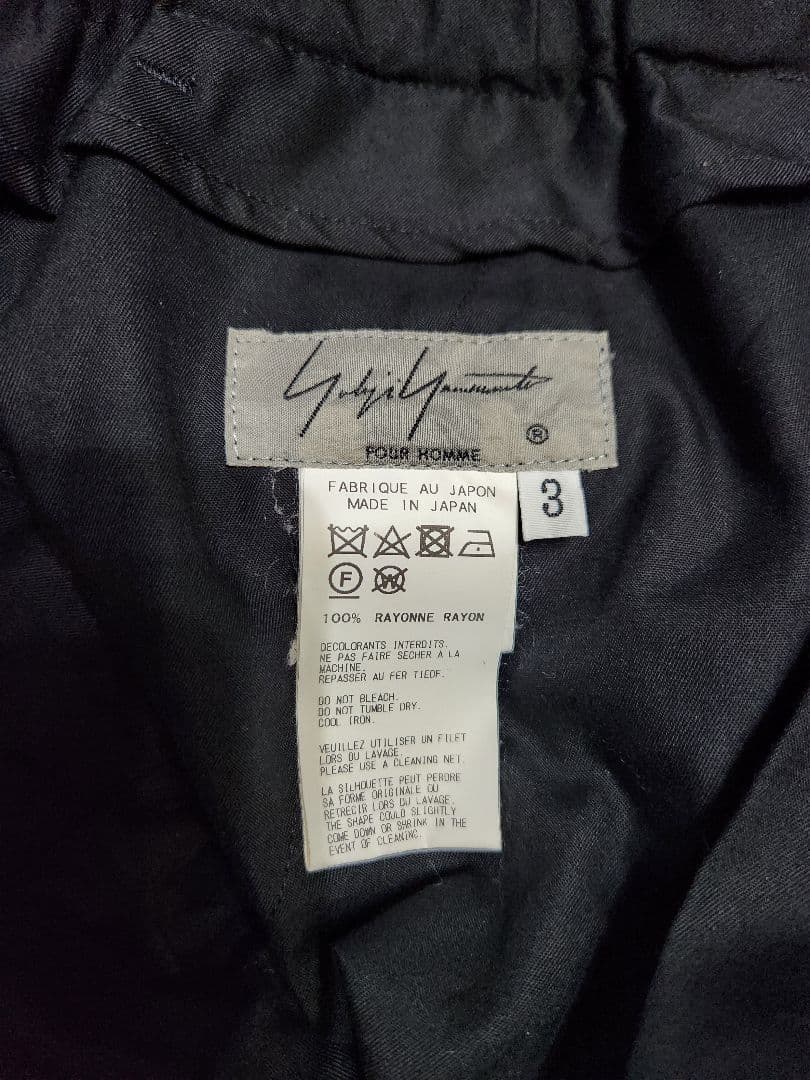 Yohji Yamamoto
®
POUR HOMME
3
FABRIQUE AU JAPON
MADE IN JAPAN
F W
100% RAYONNE RAYON
DECOLORANTS INTERDITS.
NE PAS FAIRE SECHER A LA
MACHINE.
REPASSER AU FER TIEDE.
DO NOT BLEACH.
DO NOT TUMBLE DRY.
COOL IRON.
VEUILLEZ UTILISER UN FILET
LORS DU LAVAGE.
PLEASE USE A CLEANING NET.
LA SILHOUETTE PEUT PERDRE
SA FORME ORIGINALE OU
RETRECIR LORS DU LAVAGE.
THE SHAPE COULD SLIGHTLY
COME DOWN OR SHRINK IN THE
EVENT OF CLEANING.